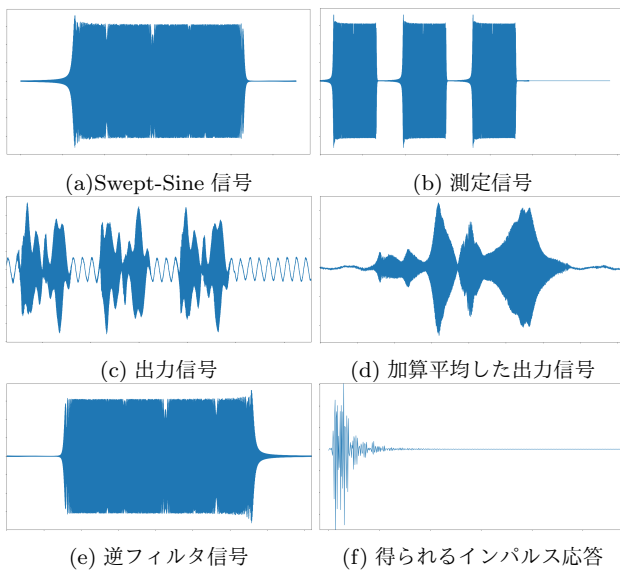 (a)Swept-Sine 信号
(b) 測定信号
(c) 出力信号
(d) 加算平均した出力信号
(e) 逆フィルタ信号
(f) 得られるインパルス応答